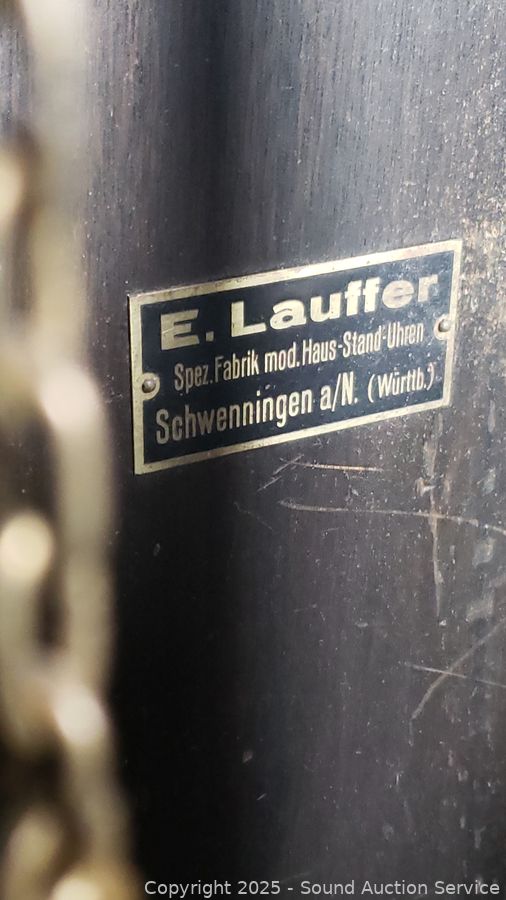 E. Lauffer
Spez. Fabrik mod. Haus-Stand-Uhren
Schwenningen a/N. (Württb.)
Copyright 2025 - Sound Auction Service